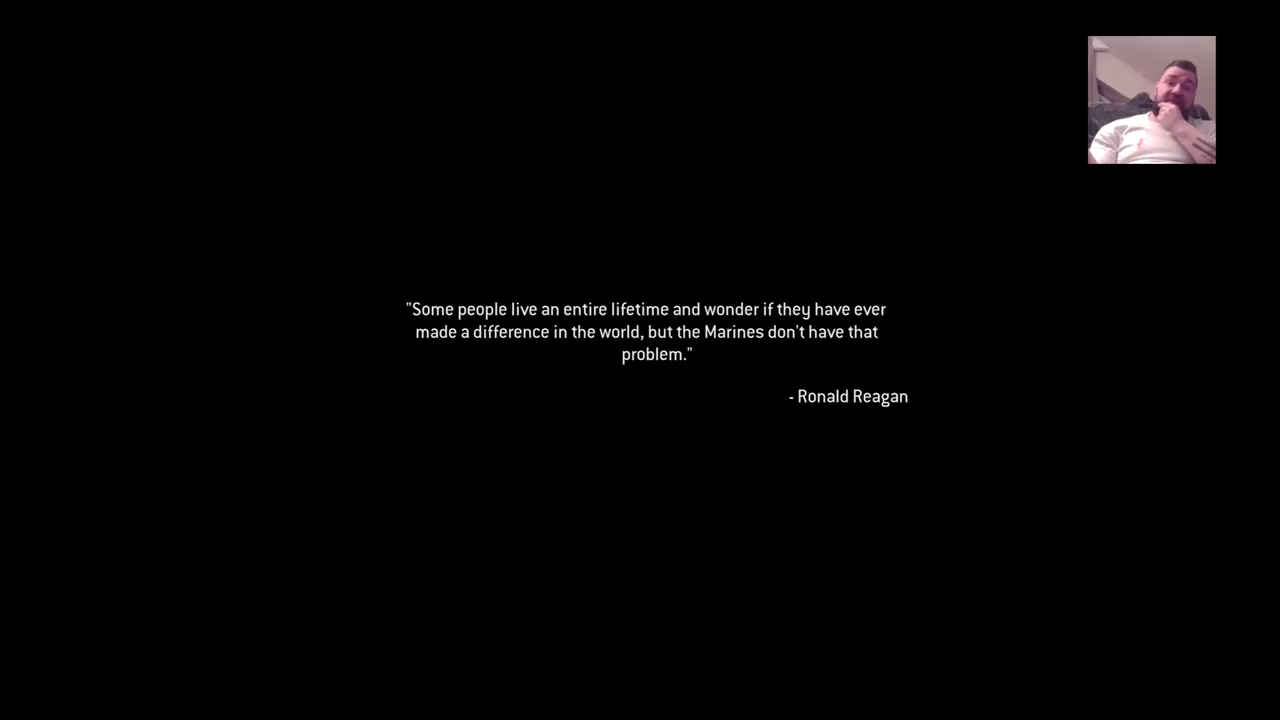 "Some people live an entire lifetime and wonder if they have ever
made a difference in the world, but the Marines don't have that
problem."
- Ronald Reagan